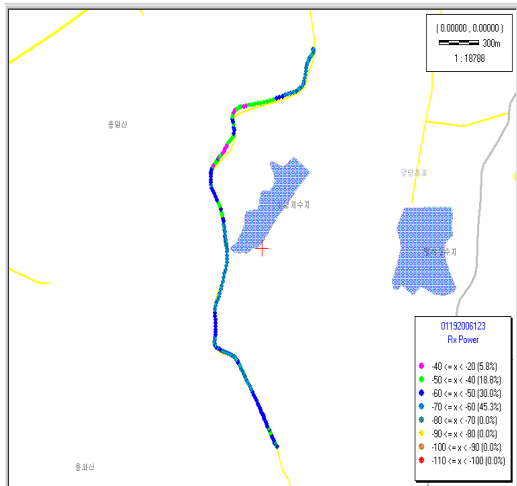 ( 0.00000 , 0.00000 )
300m
1 : 18788
01192006123
Rx Power
-40 <= x < -20 (5.8%)
-50 <= x < -40 (18.8%)
-60 <= x < -50 (30.0%)
-70 <= x < -60 (45.3%)
-80 <= x < -70 (0.0%)
-90 <= x < -80 (0.0%)
-100 <= x < -90 (0.0%)
-110 <= x < -100 (0.0%)